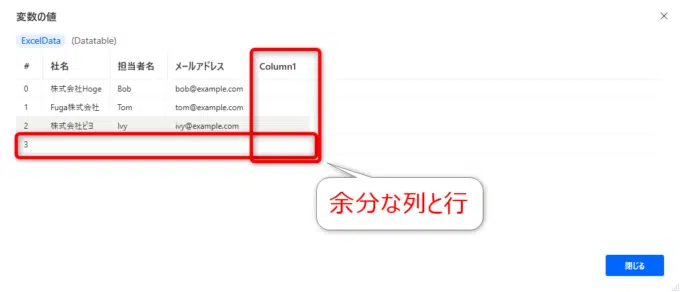 変数の値
ExcelData (Datatable)
# 社名 担当者名 メールアドレス Column1
0 株式会社Hoge Bob bob@example.com
1 Fuga株式会社 Tom tom@example.com
2 株式会社ピヨ Ivy ivy@example.com
3
余分な列と行
閉じる